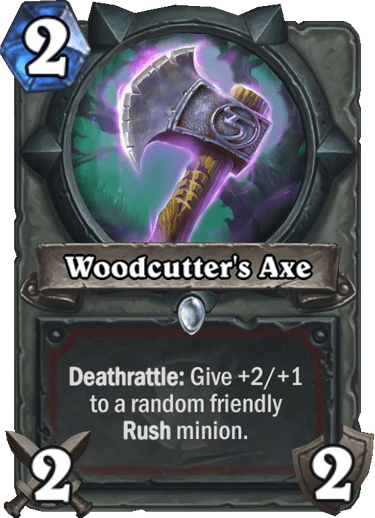 2
Woodcutter's Axe
Deathrattle: Give +2/+1
to a random friendly
Rush minion.
2
2